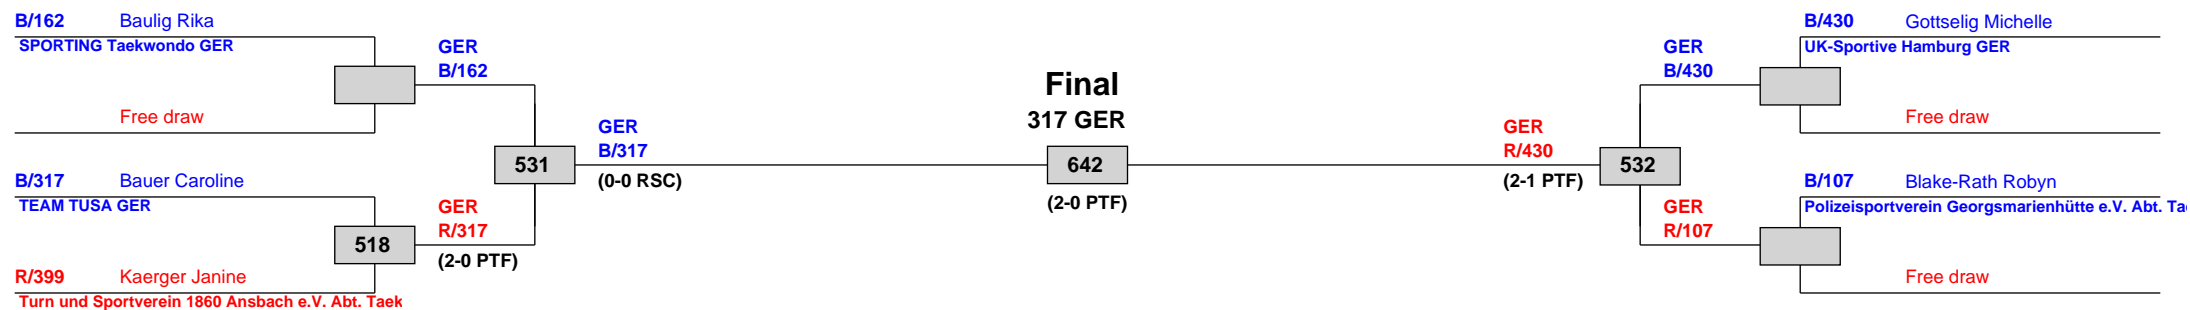 B/162 Baulig Rika
SPORTING Taekwondo GER
GER
B/162
Free draw
B/317 Bauer Caroline
TEAM TUSA GER
518
GER
R/317
(2-0 PTF)
R/399 Kaerger Janine
Turn und Sportverein 1860 Ansbach e.V. Abt. Taek
531
GER
B/317
(0-0 RSC)
Final
317 GER
642
(2-0 PTF)
GER
R/430
(2-1 PTF)
532
GER
B/430
B/430 Gottselig Michelle
UK-Sportive Hamburg GER
Free draw
GER
R/107
B/107 Blake-Rath Robyn
Polizeisportverein Georgsmarienhütte e.V. Abt. Tae
Free draw